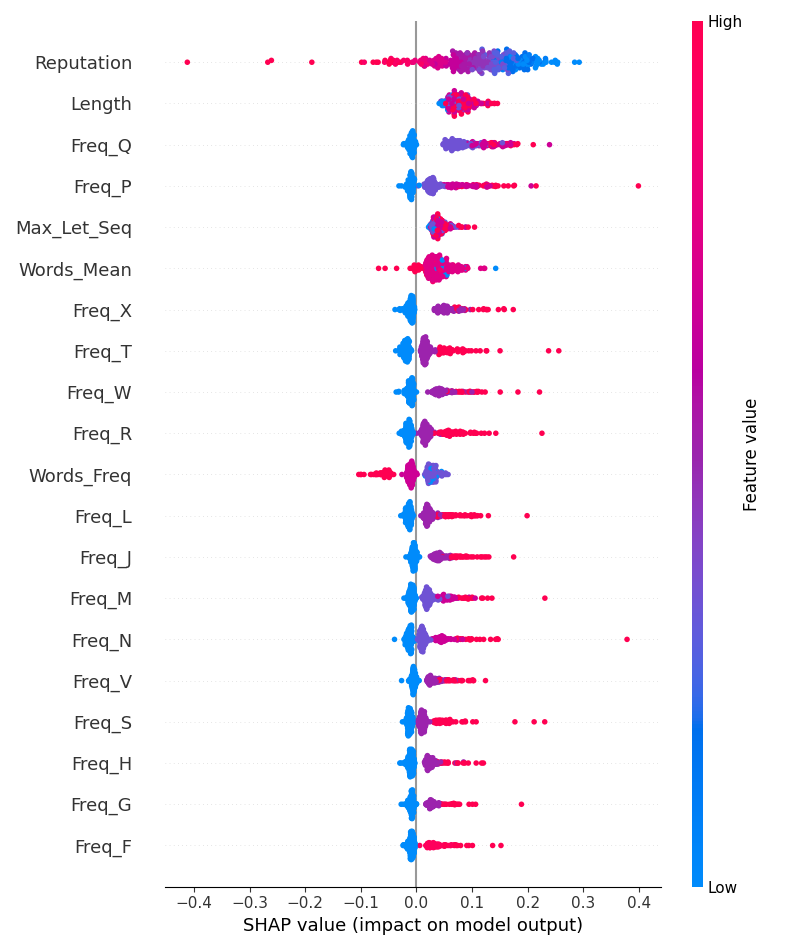 High
Reputation
Length
Freq_Q
Freq_P
Max_Let_Seq
Words_Mean
Freq_X
Freq_T
Freq_W
Freq_R
Words_Freq
Freq_L
Freq_J
Freq_M
Freq_N
Freq_V
Freq_S
Freq_H
Freq_G
Freq_F
Feature value
Low
−0.4 −0.3 −0.2 −0.1 0.0 0.1 0.2 0.3 0.4
SHAP value (impact on model output)